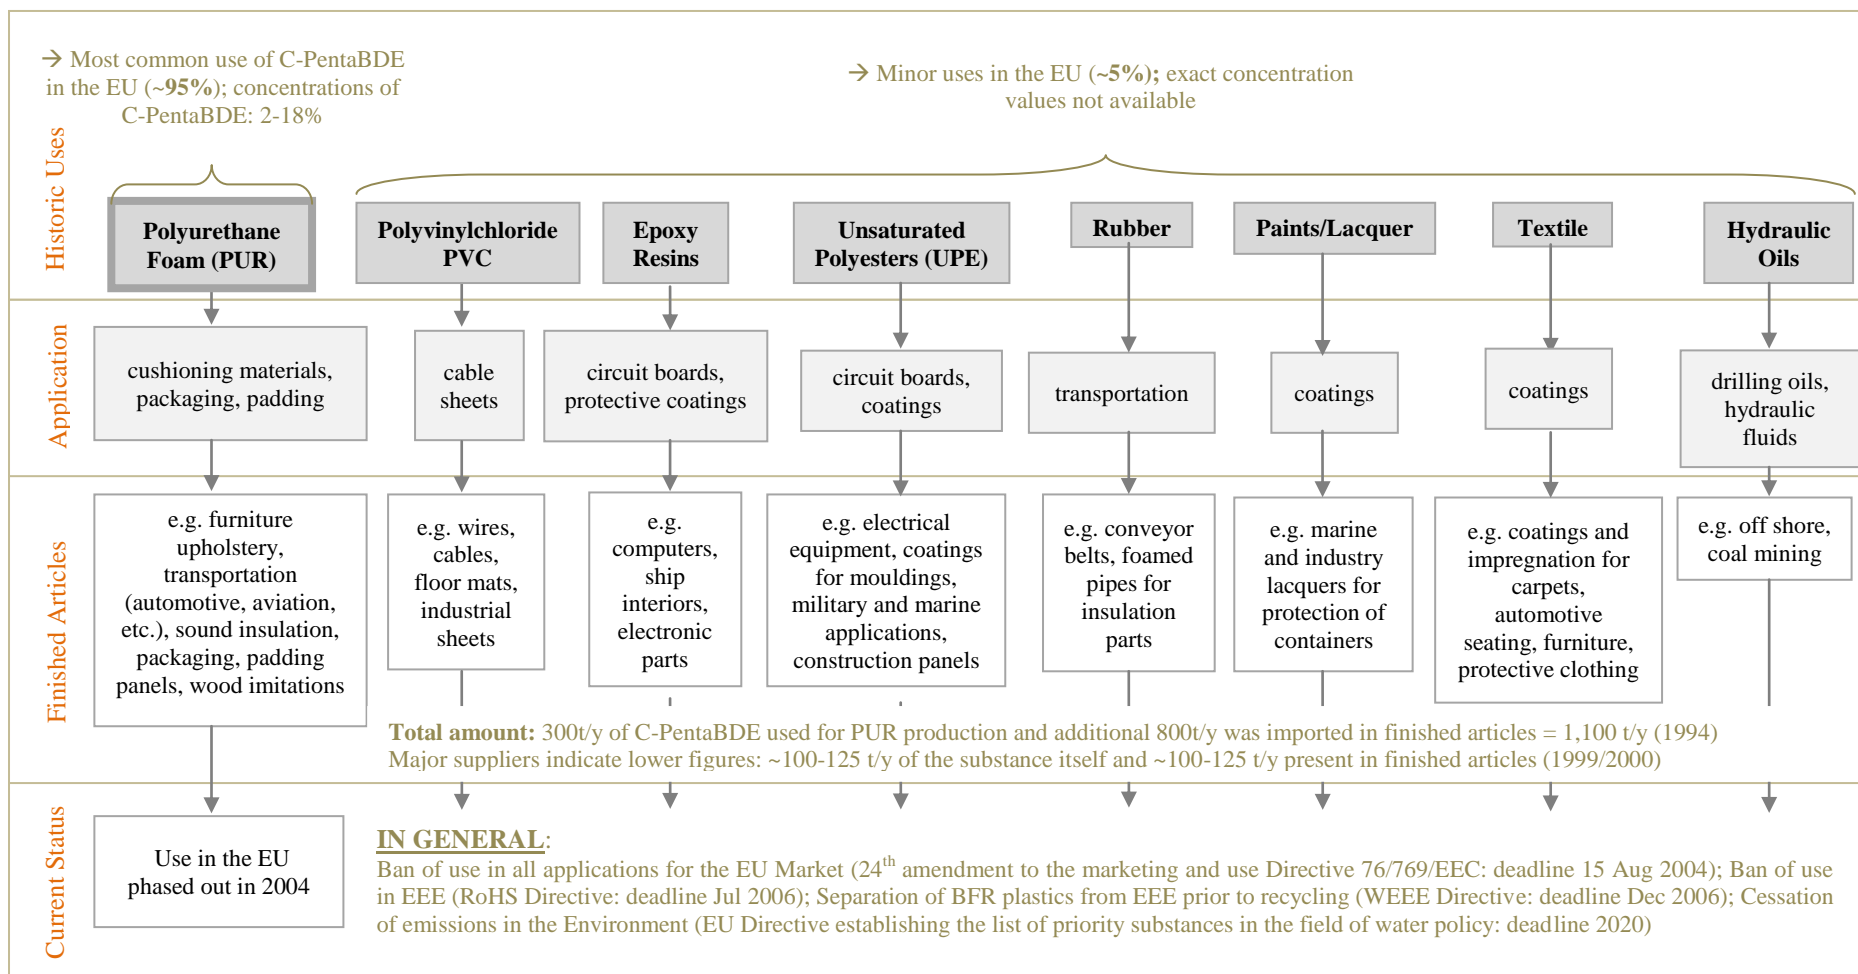 → Most common use of C-PentaBDE
in the EU (~95%); concentrations of
C-PentaBDE: 2-18%
→ Minor uses in the EU (~5%); exact concentration
values not available
Historic Uses
Polyurethane
Foam (PUR)
Polyvinylchloride
PVC
Epoxy
Resins
Unsaturated
Polyesters (UPE)
Rubber
Paints/Lacquer
Textile
Hydraulic
Oils
Application
cushioning materials,
packaging, padding
cable
sheets
circuit boards,
protective coatings
circuit boards,
coatings
transportation
coatings
coatings
drilling oils,
hydraulic
fluids
Finished Articles
e.g. furniture
upholstery,
transportation
(automotive, aviation,
etc.), sound insulation,
packaging, padding
panels, wood imitations
e.g. wires,
cables,
floor mats,
industrial
sheets
e.g.
computers,
ship
interiors,
electronic
parts
e.g. electrical
equipment, coatings
for mouldings,
military and marine
applications,
construction panels
e.g. conveyor
belts, foamed
pipes for
insulation
parts
e.g. marine
and industry
lacquers for
protection of
containers
e.g. coatings and
impregnation for
carpets,
automotive
seating, furniture,
protective clothing
e.g. off shore,
coal mining
Total amount: 300t/y of C-PentaBDE used for PUR production and additional 800t/y was imported in finished articles = 1,100 t/y (1994)
Major suppliers indicate lower figures: ~100-125 t/y of the substance itself and ~100-125 t/y present in finished articles (1999/2000)
Current Status
Use in the EU
phased out in 2004
IN GENERAL:
Ban of use in all applications for the EU Market (24th amendment to the marketing and use Directive 76/769/EEC: deadline 15 Aug 2004); Ban of use
in EEE (RoHS Directive: deadline Jul 2006); Separation of BFR plastics from EEE prior to recycling (WEEE Directive: deadline Dec 2006); Cessation
of emissions in the Environment (EU Directive establishing the list of priority substances in the field of water policy: deadline 2020)